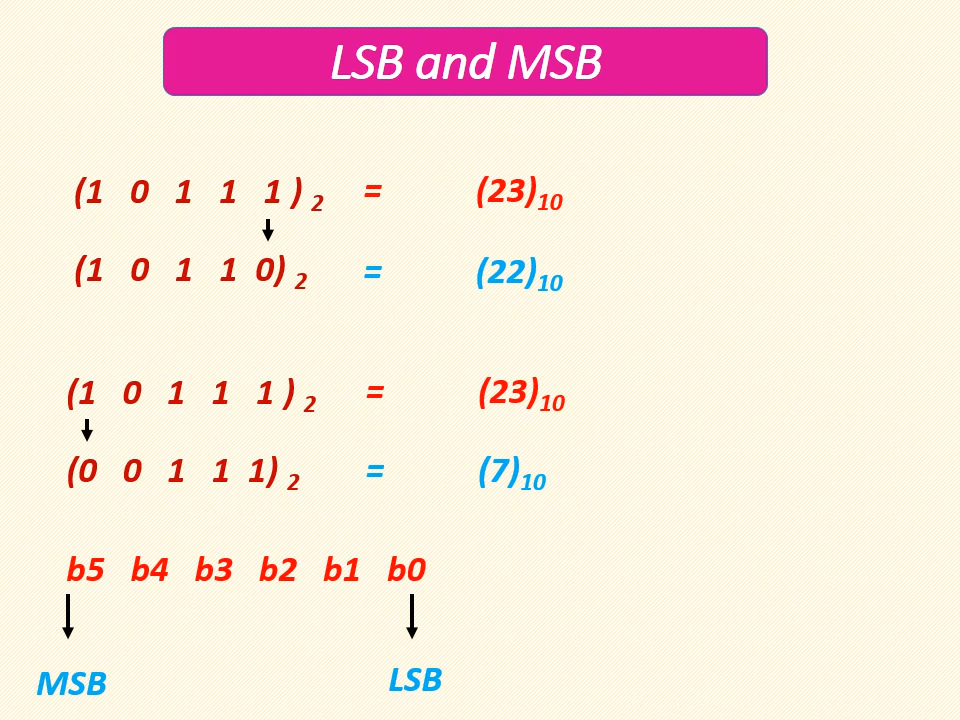 LSB and MSB
(1 0 1 1 1 ) 2 = (23)10
(1 0 1 1 0) 2 = (22)10
(1 0 1 1 1 ) 2 = (23)10
(0 0 1 1 1) 2 = (7)10
b5 b4 b3 b2 b1 b0
MSB LSB